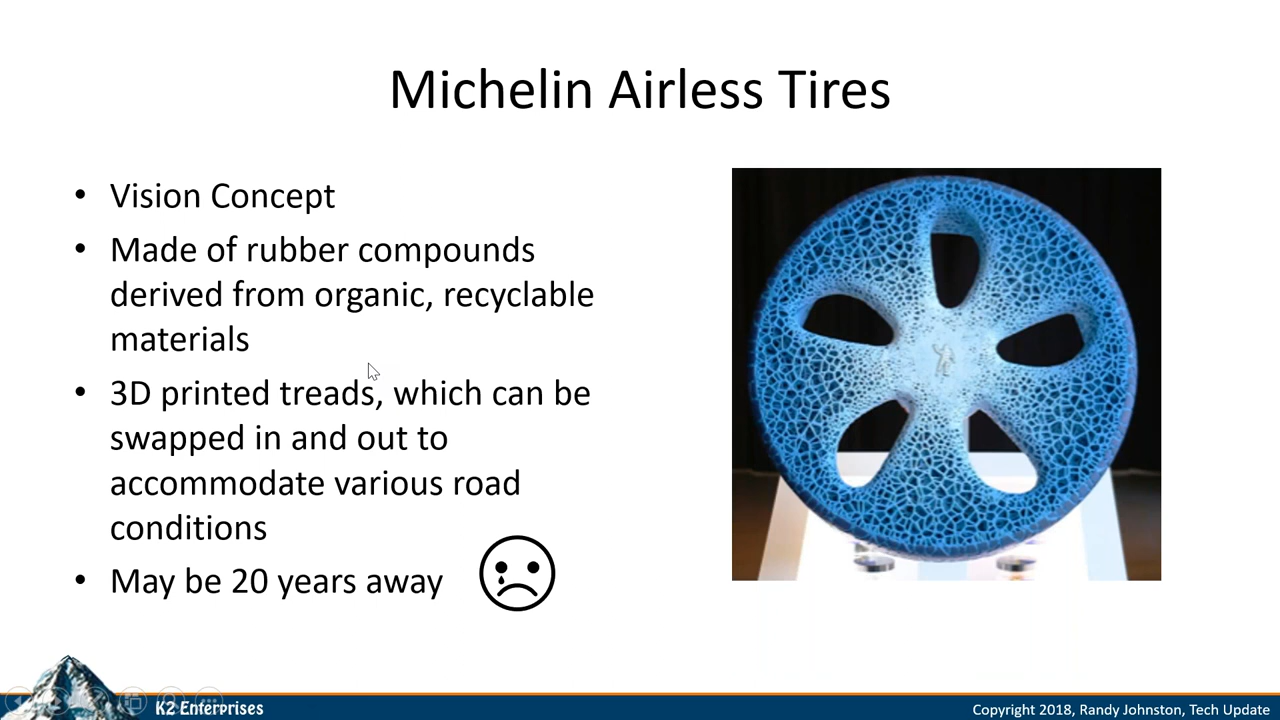 Michelin Airless Tires
• Vision Concept
• Made of rubber compounds
derived from organic, recyclable
materials
• 3D printed treads, which can be
swapped in and out to
accommodate various road
conditions
• May be 20 years away
K2 Enterprises
Copyright 2018, Randy Johnston, Tech Update